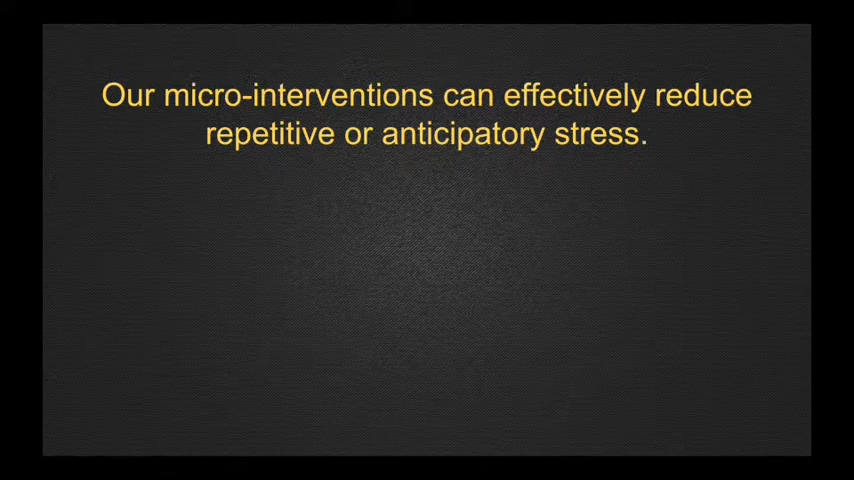 Our micro-interventions can effectively reduce
repetitive or anticipatory stress.